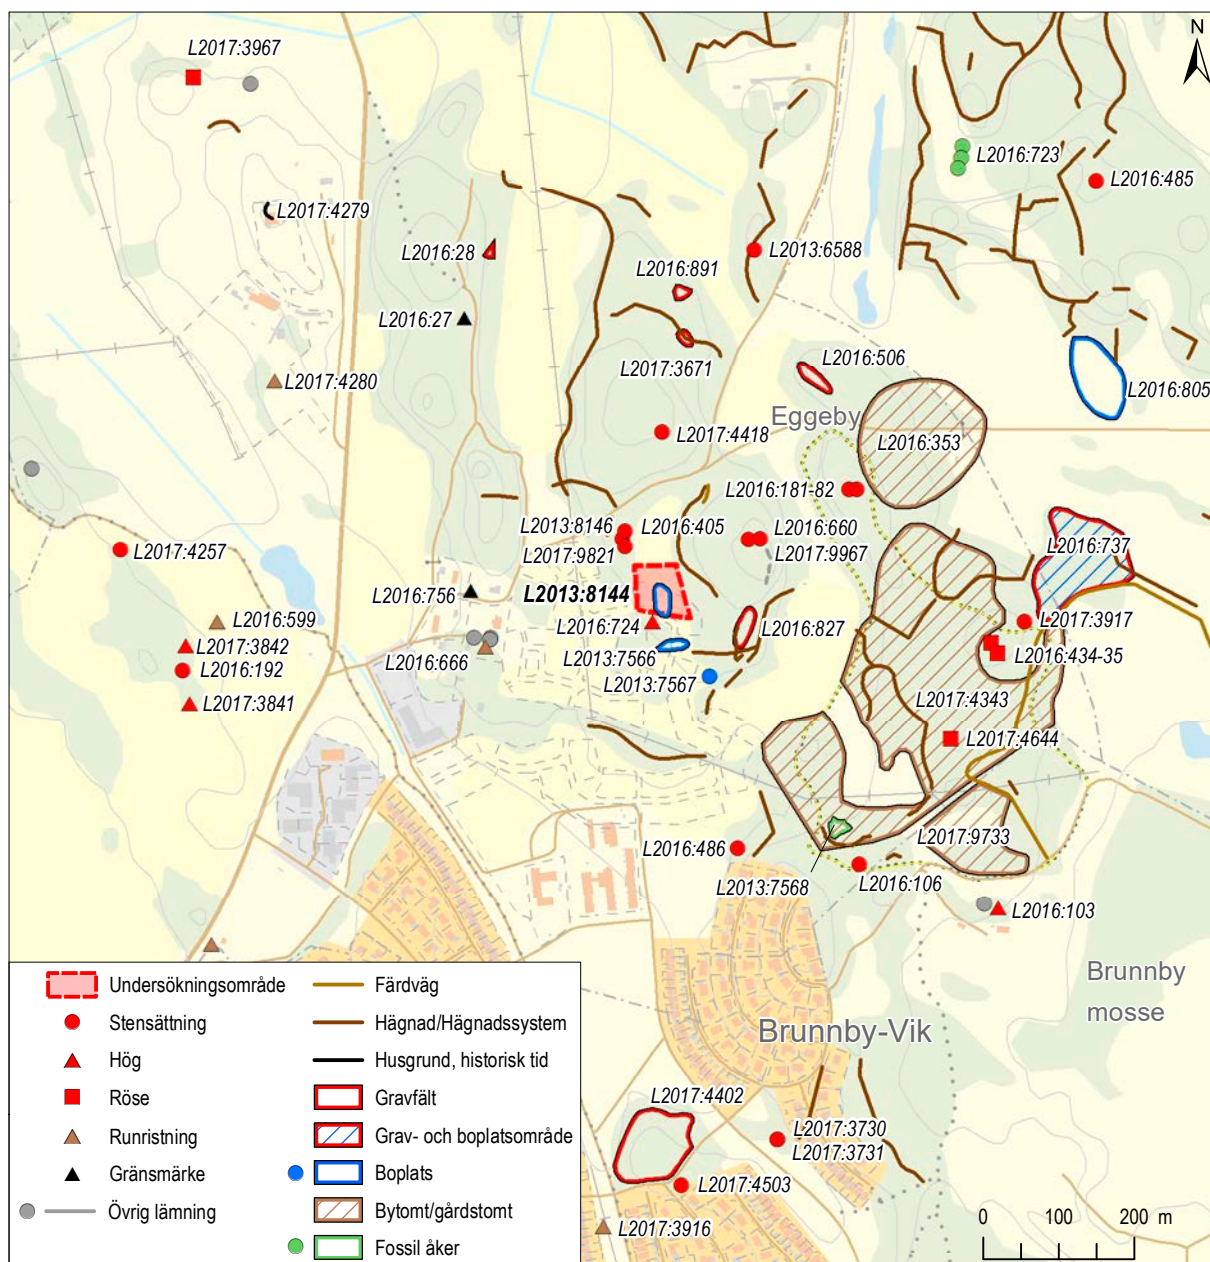 N
L2017:3967
L2016:723
L2016:485
L2017:4279
L2016:28
L2013:6588
L2016:891
L2016:27
L2017:3671
L2016:506
L2017:4280
L2016:805
Eggeby
L2017:4418
L2016:353
L2016:181-82
L2013:8146
L2016:405
L2016:660
L2017:9821
L2017:9967
L2016:737
L2017:4257
L2016:756
L2013:8144
L2016:599
L2016:724
L2016:827
L2017:3917
L2017:3842
L2016:666
L2013:7566
L2016:434-35
L2016:192
L2013:7567
L2017:3841
L2017:4343
L2017:4644
L2016:486
L2017:9733
L2013:7568
L2016:106
L2016:103
Brunnby
mosse
Brunnby-Vik
L2017:4402
L2017:3730
L2017:3731
L2017:4503
L2017:3916
Undersökningsområde
Stensättning
Hög
Röse
Runristning
Gränsmärke
Övrig lämning
Färdväg
Hägnad/Hägnadssystem
Husgrund, historisk tid
Gravfält
Grav- och boplatsområde
Boplats
Bytomt/gårdstomt
Fossil åker
0 100 200 m